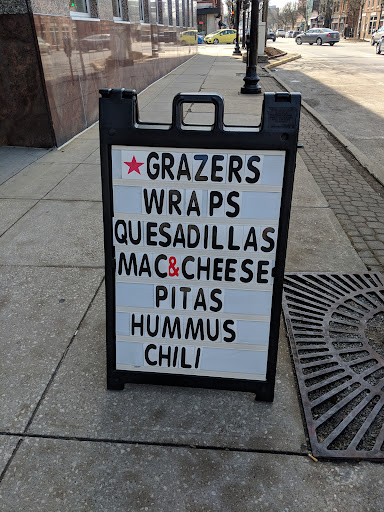 ★GRAZERS
WRAPS
QUESADILLAS
MAC&CHEESE
PITAS
HUMMUS
CHILI